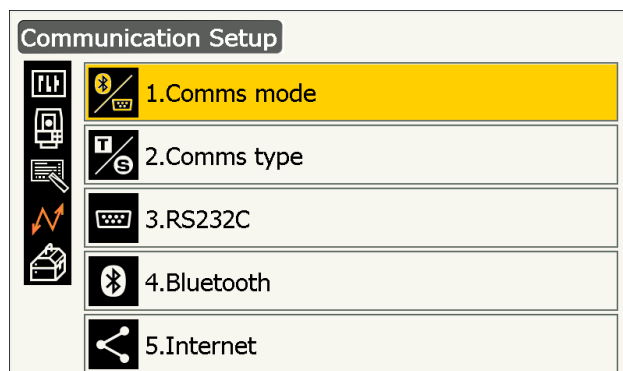 Communication Setup
1.Comms mode
T
S
2.Comms type
3.RS232C
4.Bluetooth
5.Internet